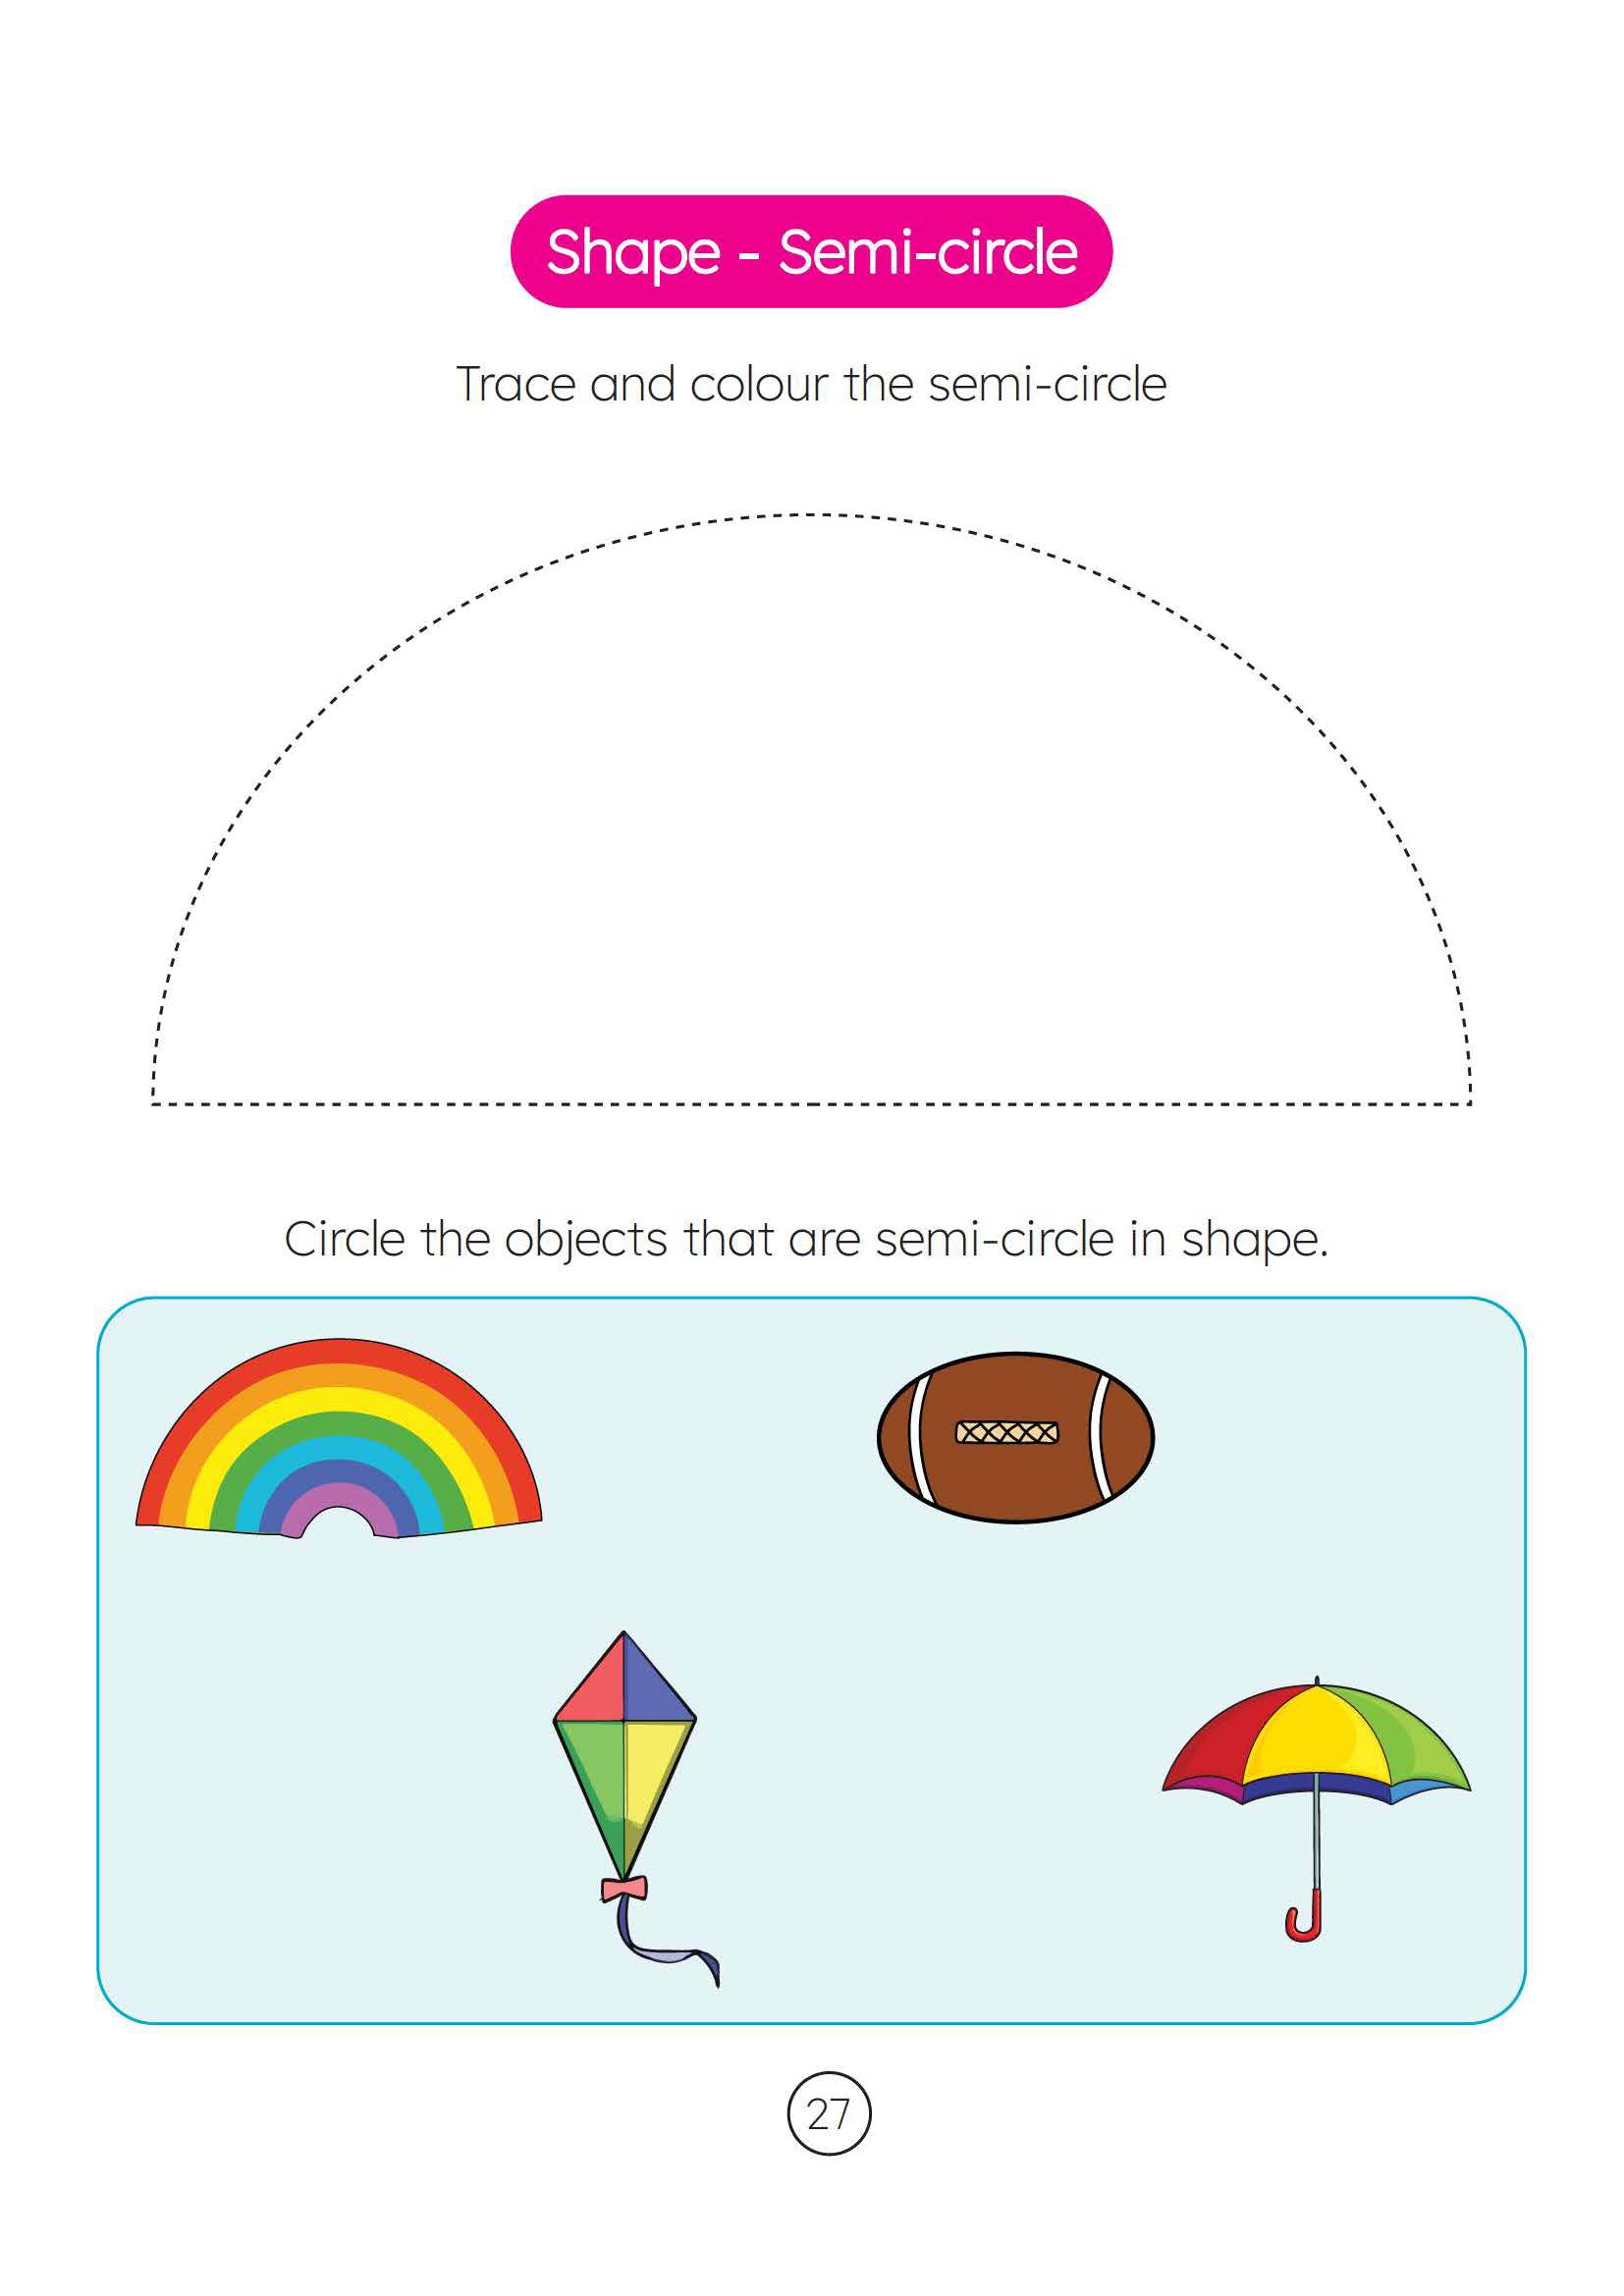 Shape - Semi-circle
Trace and colour the semi-circle
Circle the objects that are semi-circle in shape.
27